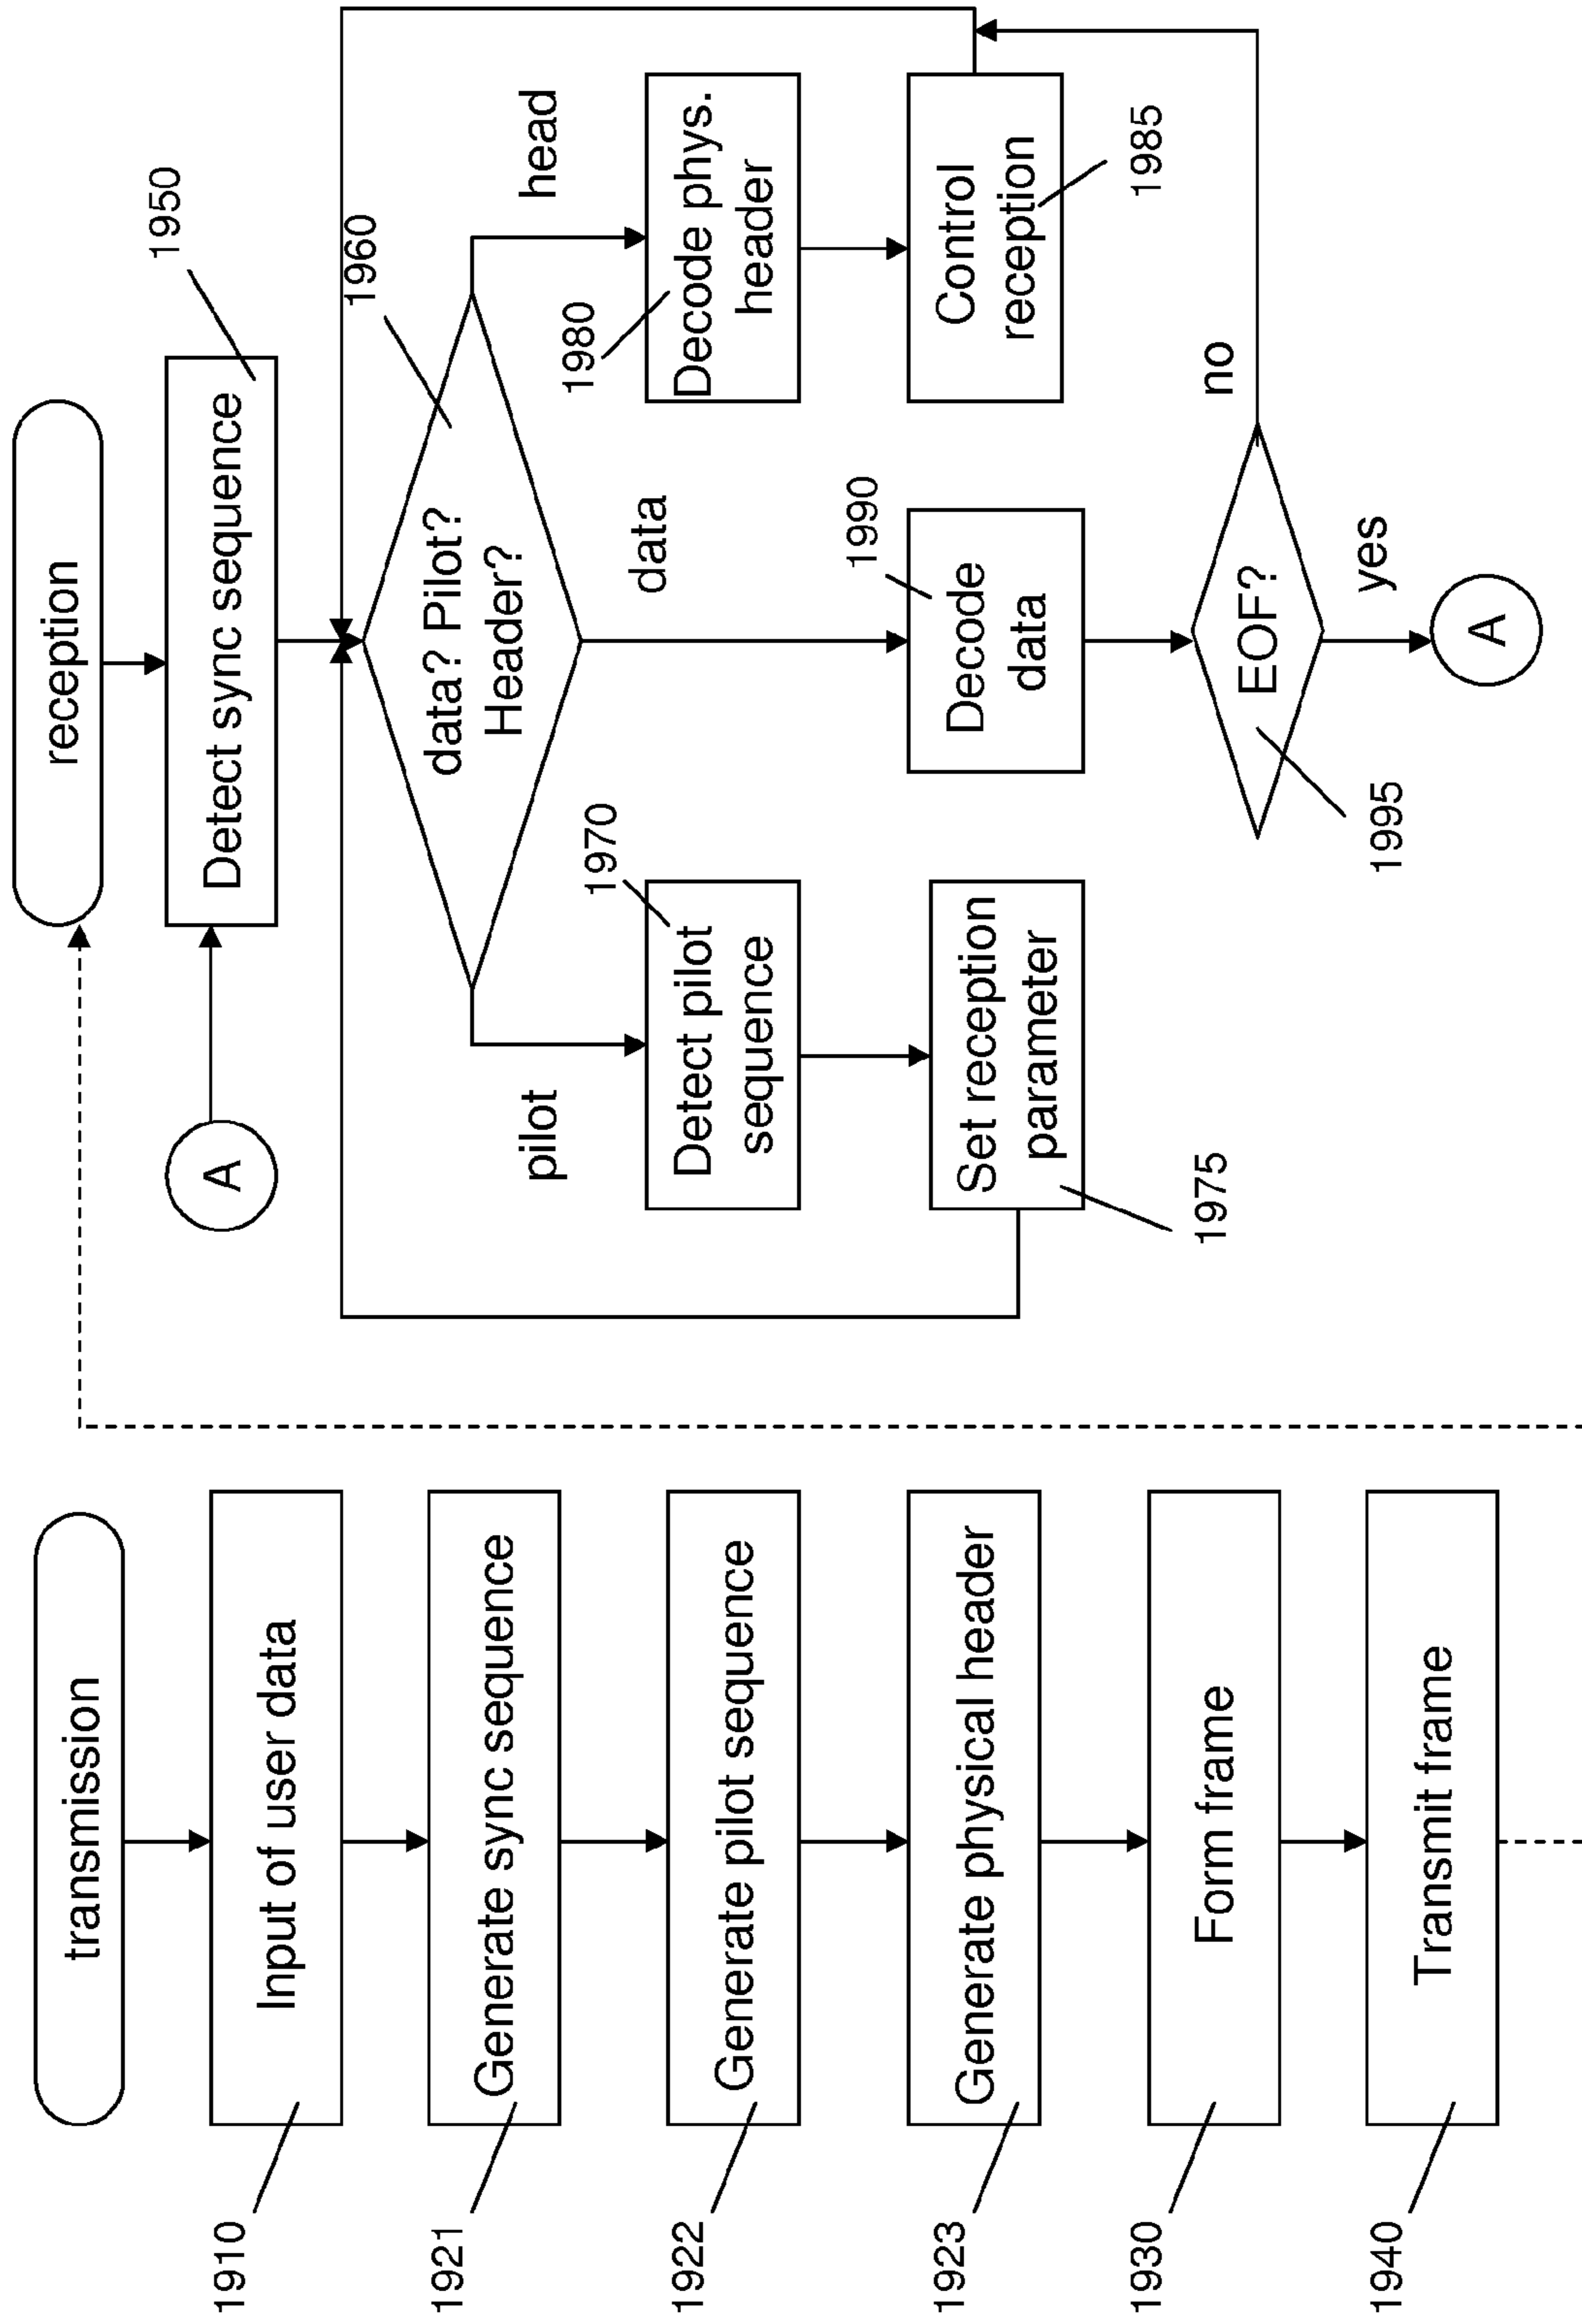 transmission
Input of user data
1910
Generate sync sequence
1921
Generate pilot sequence
1922
Generate physical header
1923
Form frame
1930
Transmit frame
1940
reception
A
Detect sync sequence
1950
data? Pilot?
Header?
1960
pilot
data
head
Detect pilot
sequence
1970
Set reception
parameter
1975
Decode phys.
header
1980
Control
reception
1985
Decode
data
1990
EOF?
1995
no
yes
A